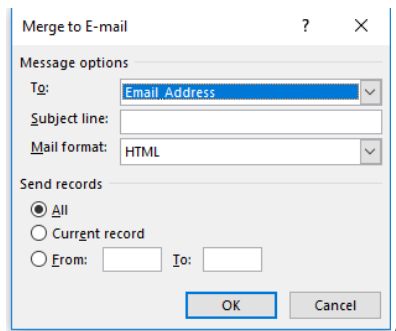 Merge to E-mail ? ×
Message options
To: Email_Address
Subject line:
Mail format: HTML
Send records
All
Current record
From: To:
OK Cancel